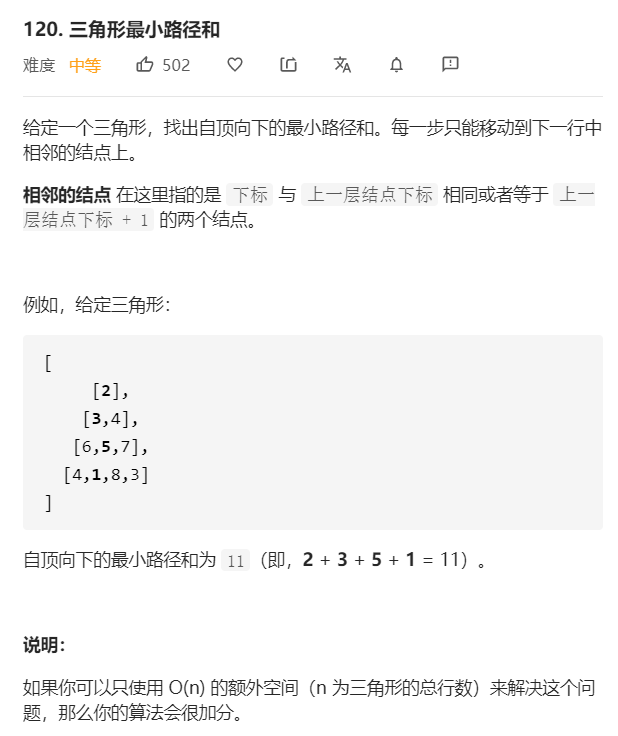 120. 三角形最小路径和
难度 中等 502
给定一个三角形，找出自顶向下的最小路径和。每一步只能移动到下一行中
相邻的结点上。
相邻的结点 在这里指的是 下标 与 上一层结点下标 相同或者等于 上一
层结点下标 + 1 的两个结点。
例如，给定三角形：
[
[2],
[3,4],
[6,5,7],
[4,1,8,3]
]
自顶向下的最小路径和为 11（即，2 + 3 + 5 + 1 = 11）。
说明：
如果你可以只使用 O(n) 的额外空间（n 为三角形的总行数）来解决这个问
题，那么你的算法会很加分。